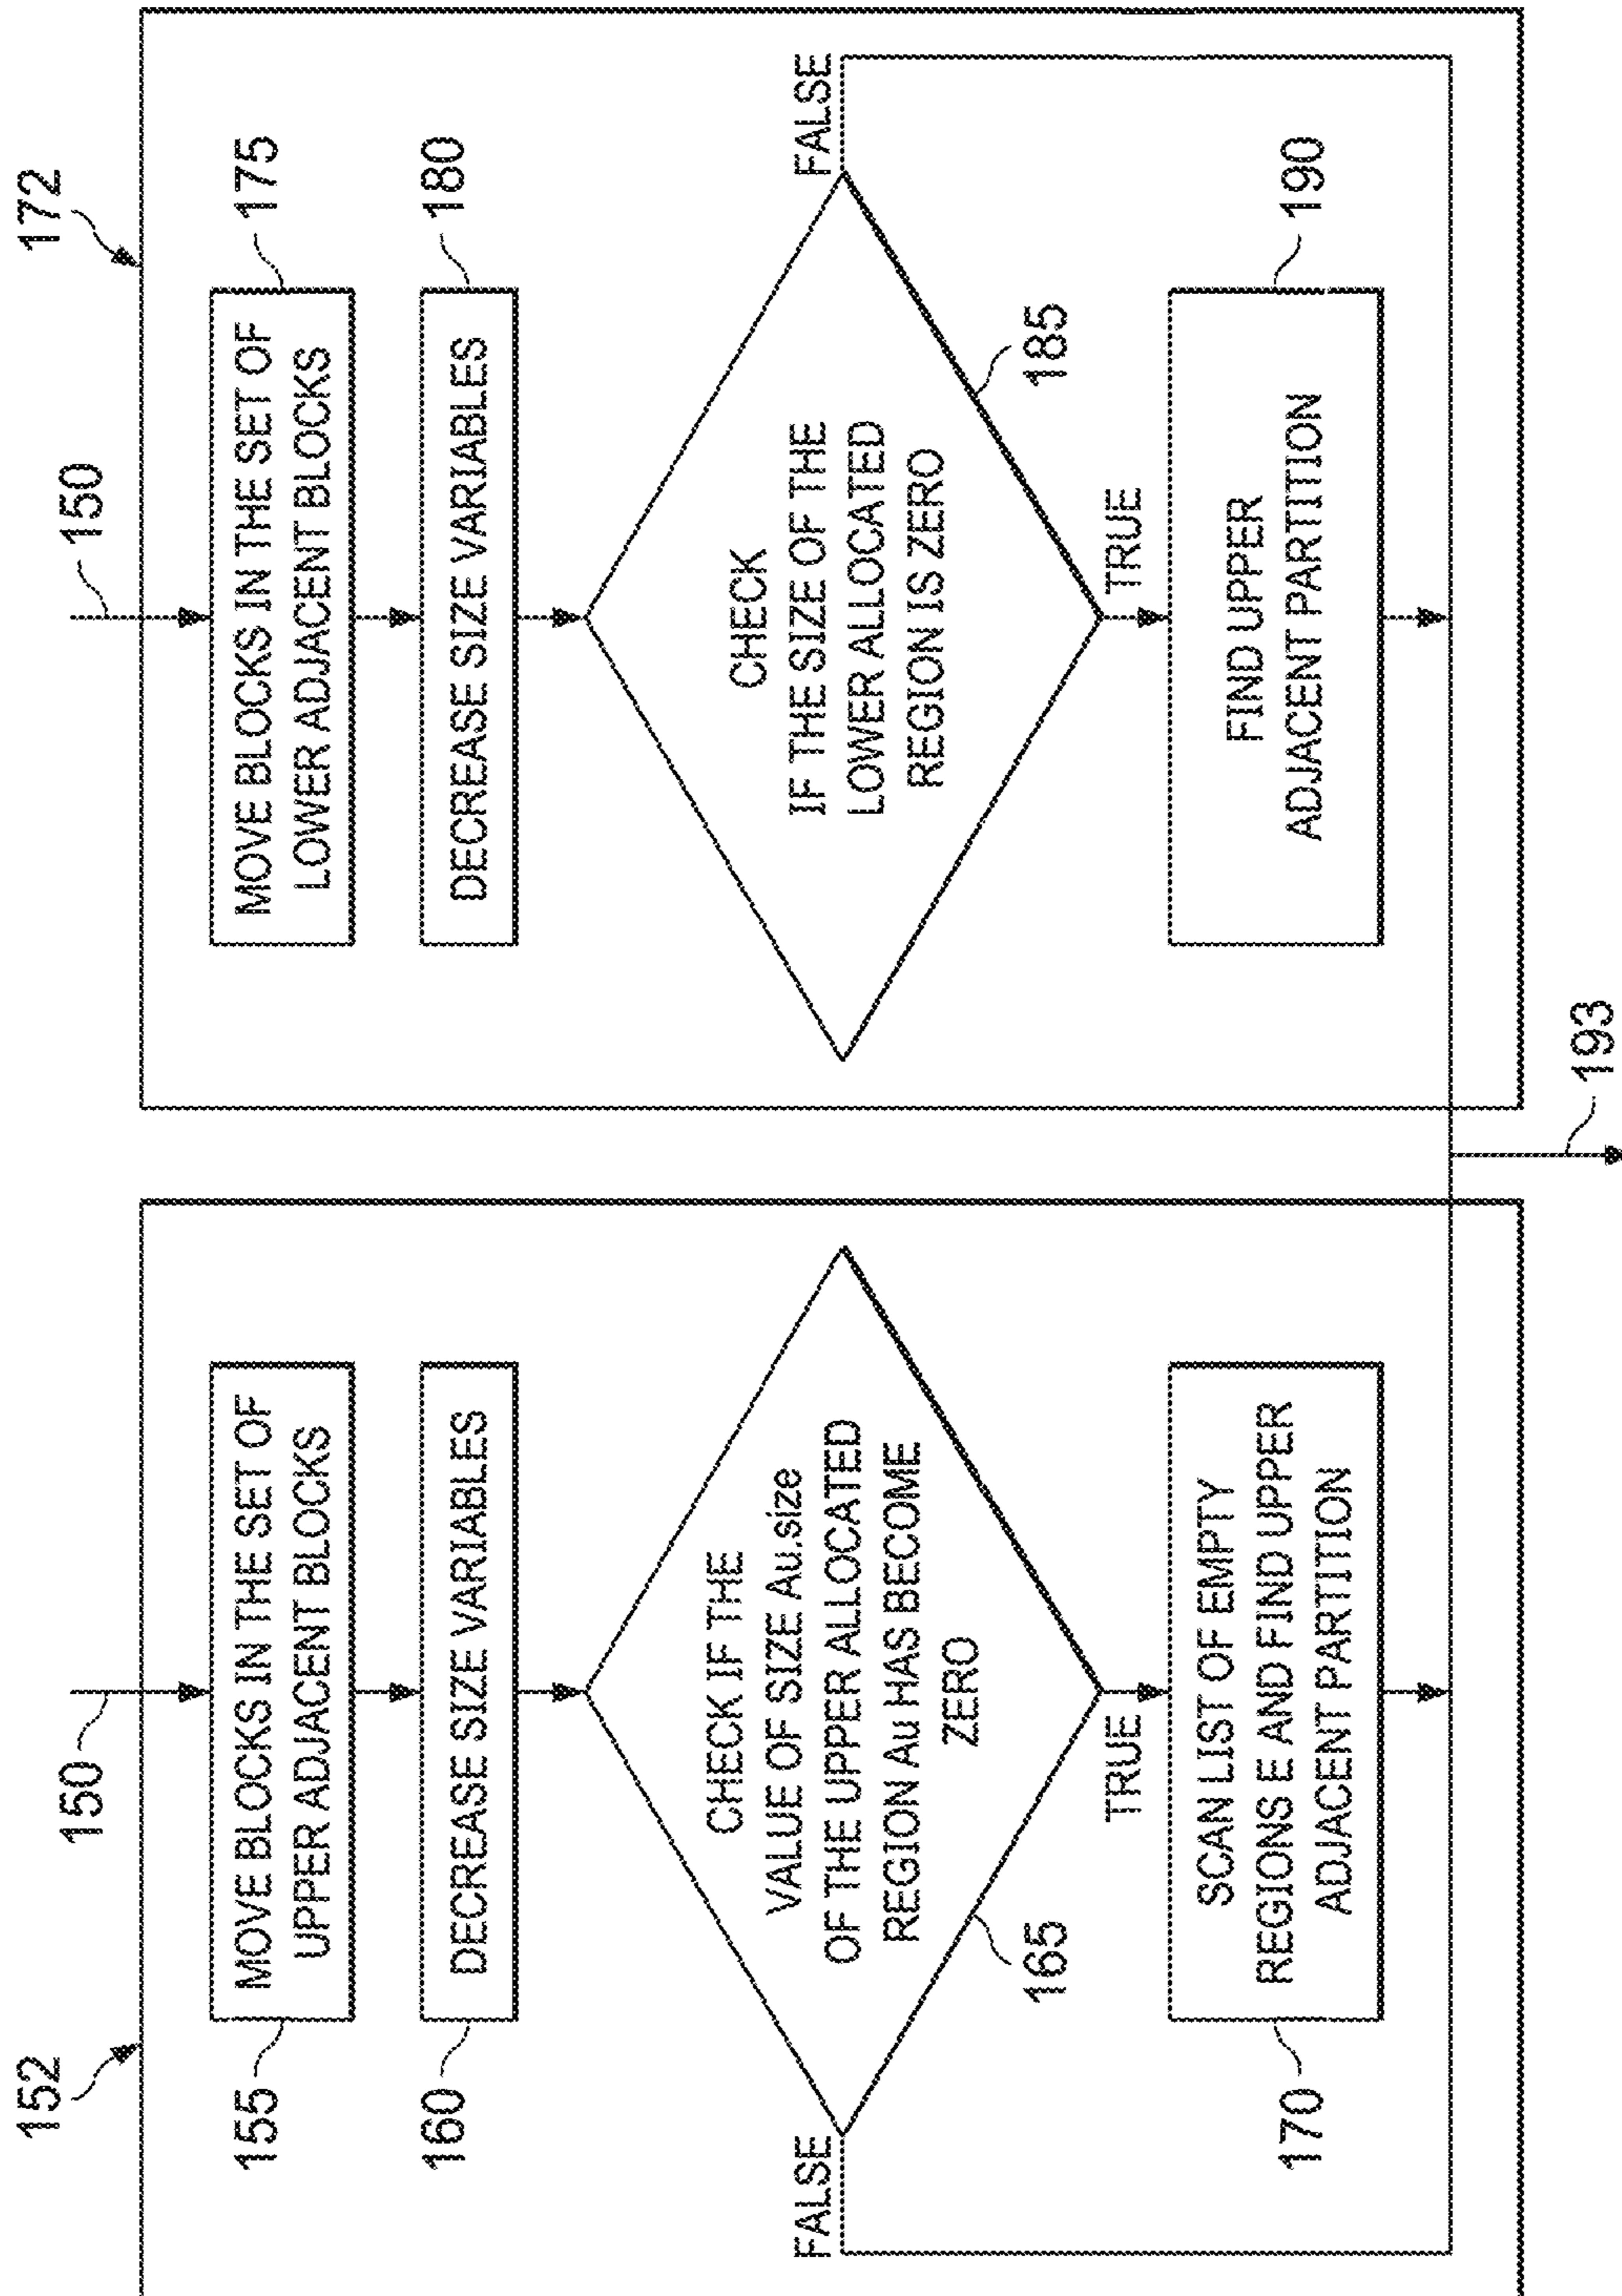 152
150
155
MOVE BLOCKS IN THE SET OF
UPPER ADJACENT BLOCKS
160
DECREASE SIZE VARIABLES
CHECK IF THE
VALUE OF SIZE Au.size
OF THE UPPER ALLOCATED
REGION Au HAS BECOME
ZERO
FALSE
165
TRUE
170
SCAN LIST OF EMPTY
REGIONS E AND FIND UPPER
ADJACENT PARTITION
150
172
MOVE BLOCKS IN THE SET OF
LOWER ADJACENT BLOCKS
175
DECREASE SIZE VARIABLES
180
CHECK
IF THE SIZE OF THE
LOWER ALLOCATED
REGION IS ZERO
FALSE
185
TRUE
FIND UPPER
ADJACENT PARTITION
190
193